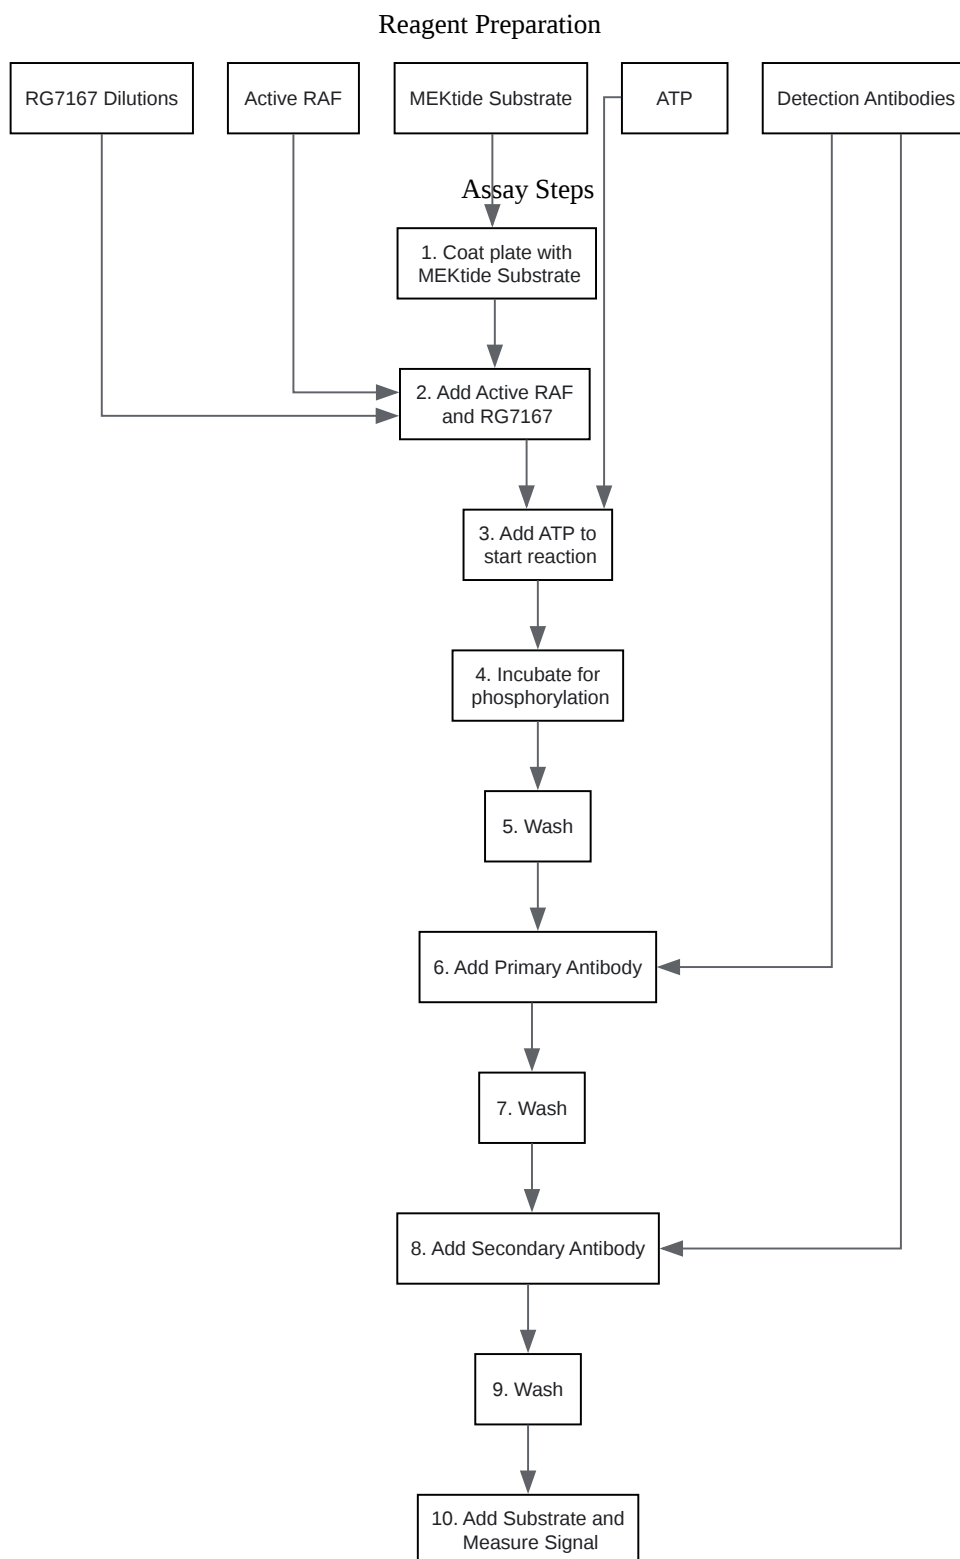 Reagent Preparation
RG7167 Dilutions
Active RAF
MEKtide Substrate
ATP
Detection Antibodies
Assay Steps
1. Coat plate with
MEKtide Substrate
2. Add Active RAF
and RG7167
3. Add ATP to
start reaction
4. Incubate for
phosphorylation
5. Wash
6. Add Primary Antibody
7. Wash
8. Add Secondary Antibody
9. Wash
10. Add Substrate and
Measure Signal